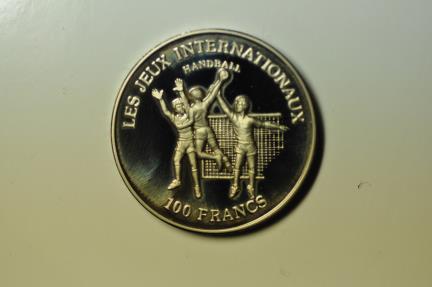 LES JEUX INTERNATIONAUX
HANDBALL
100 FRANCS